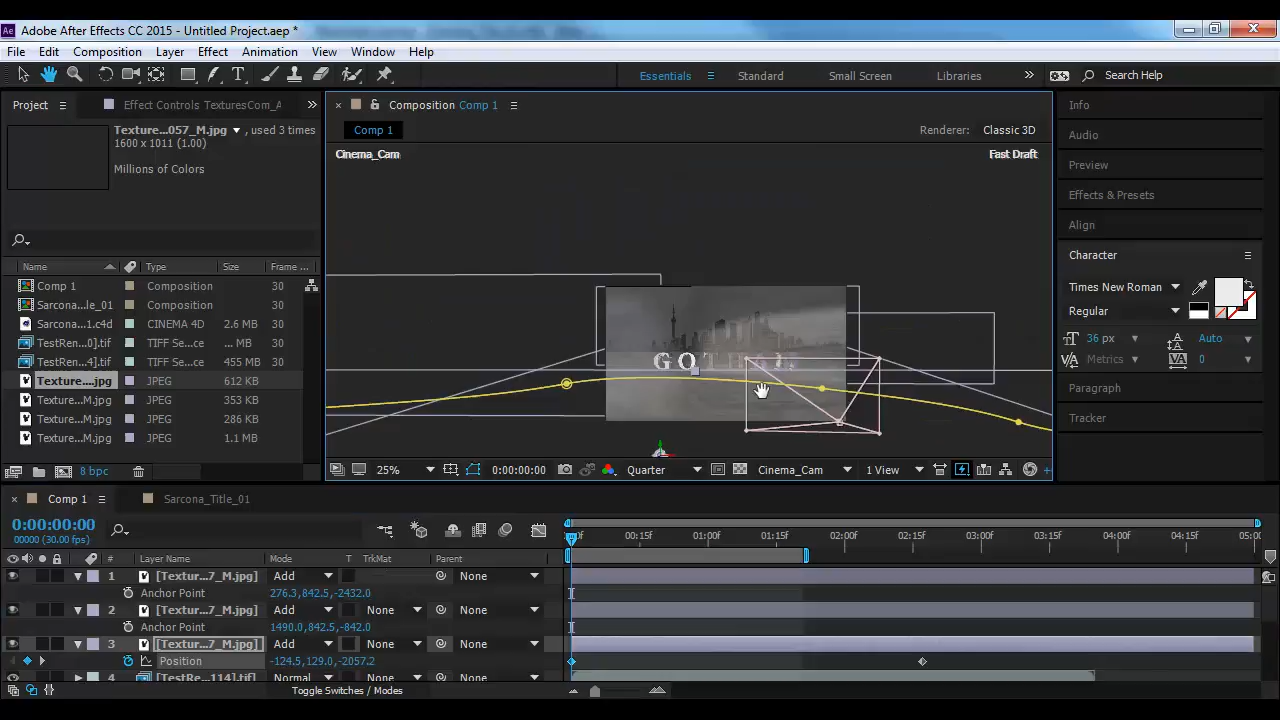 Adobe After Effects CC 2015 - Untitled Project.aep *
File Edit Composition Layer Effect Animation View Window Help
Essentials Standard Small Screen Libraries Search Help
Project Effect Controls TexturesCom_A
Texture...057_M.jpg, used 3 times
1600 x 1011 (1.00)
Millions of Colors
Name Type Size Frame ...
Comp 1 Composition 30
Sarcona...le_01 Composition 30
Sarcona...1.c4d CINEMA 4D 2.6 MB 30
TestRen...0].tif TIFF Se...ce ... MB 30
TestRen...4].tif TIFF Se...ce 455 MB 30
Texture....jpg JPEG 612 KB
Texture...M.jpg JPEG 353 KB
Texture...M.jpg JPEG 286 KB
Texture...M.jpg JPEG 1.1 MB
8 bpc
Composition Comp 1
Comp 1
Renderer: Classic 3D
Cinema_Cam
Fast Draft
25% 0:00:00:00 Quarter Cinema_Cam 1 View
Info
Audio
Preview
Effects & Presets
Align
Character
Times New Roman
Regular
36 px Auto
Metrics 0
Paragraph
Tracker
Comp 1 Sarcona_Title_01
0:00:00:00
00000 (30.00 fps)
# Layer Name Mode T TrkMat Parent
00:15f 01:00f 01:15f 02:00f 02:15f 03:00f 03:15f 04:00f 04:15f 05:0
1 [Textur...7_M.jpg] Add None
Anchor Point 276.3,842.5,-2432.0
2 [Textur...7_M.jpg] Add None None
Anchor Point 1490.0,842.5,-842.0
3 [Textur...7_M.jpg] Add None None
Position -124.5,129.0,-2057.2
4 [TestRe...114].tif] Normal None None
Toggle Switches / Modes